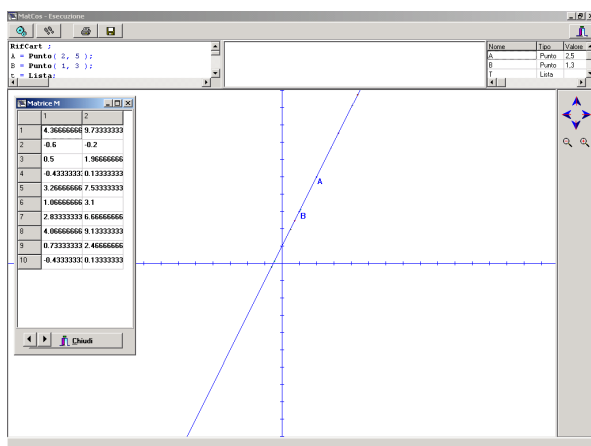 MatCos - Esecuzione
RifCart ;
A = Punto( 2, 5 );
B = Punto( 1, 3 );
t = Lista;
Nome Tipo Valore
A Punto 2,5
B Punto 1,3
T Lista
Matrice M
1 2
1 4.36666666 9.73333333
2 -0.6 -0.2
3 0.5 1.96666666
4 -0.43333333 0.13333333
5 3.26666666 7.53333333
6 1.06666666 3.1
7 2.83333333 6.66666666
8 4.06666666 9.13333333
9 0.73333333 2.46666666
10 -0.43333333 0.13333333
Chiudi
A
B